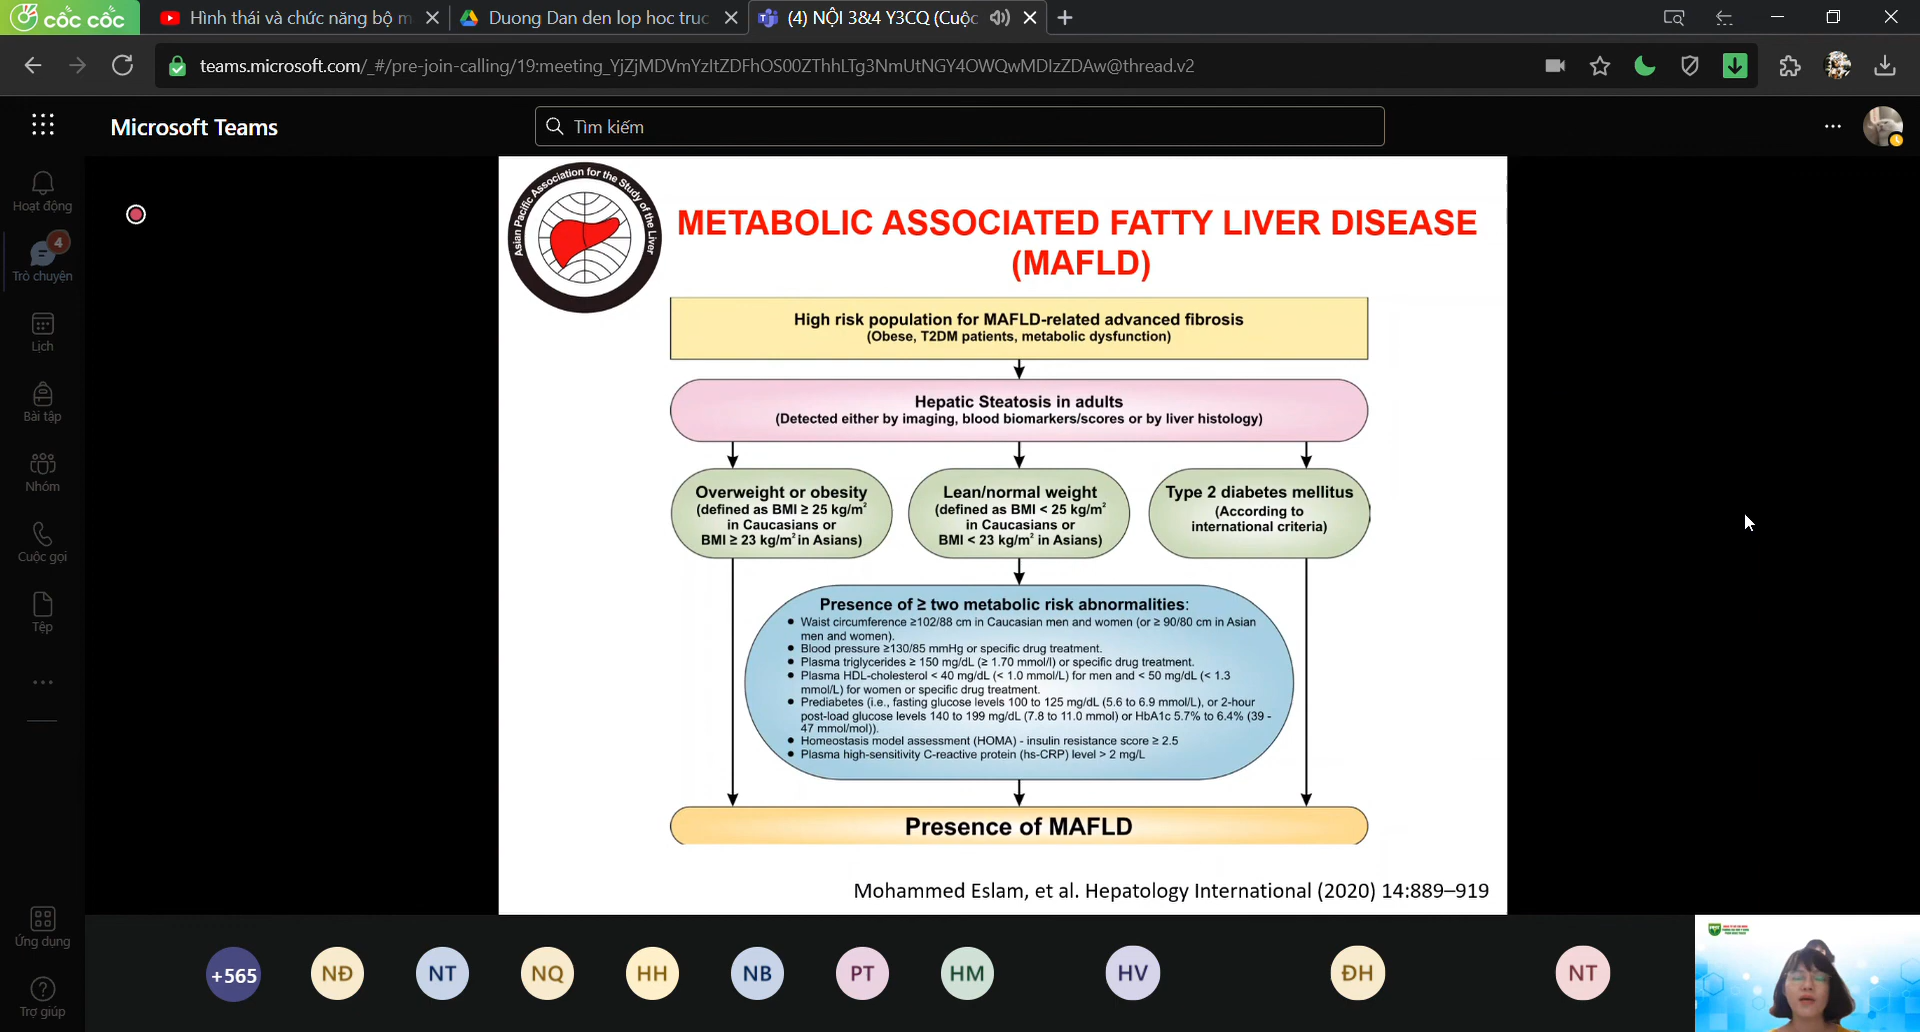 cốc cốc
Hình thái và chức năng bộ m
Duong Dan den lop hoc truc
(4) NỘI 3&4 Y3CQ (Cuộc
teams.microsoft.com/_#/pre-join-calling/19:meeting_YjZjMDVmYzItZDFhOS00ZThhLTg3NmUtNGY4OWQwMDIzZDAw@thread.v2
Microsoft Teams
Tìm kiếm
Hoạt động
4
Trò chuyện
Lịch
Bài tập
Nhóm
Cuộc gọi
Tệp
Ứng dụng
Trợ giúp
Asian Pacific Association for the Study of the Liver
METABOLIC ASSOCIATED FATTY LIVER DISEASE
(MAFLD)
High risk population for MAFLD-related advanced fibrosis
(Obese, T2DM patients, metabolic dysfunction)
Hepatic Steatosis in adults
(Detected either by imaging, blood biomarkers/scores or by liver histology)
Overweight or obesity
(defined as BMI ≥ 25 kg/m²
in Caucasians or
BMI ≥ 23 kg/m² in Asians)
Lean/normal weight
(defined as BMI < 25 kg/m²
in Caucasians or
BMI < 23 kg/m² in Asians)
Type 2 diabetes mellitus
(According to
international criteria)
Presence of ≥ two metabolic risk abnormalities:
• Waist circumference ≥102/88 cm in Caucasian men and women (or ≥ 90/80 cm in Asian
men and women).
• Blood pressure ≥130/85 mmHg or specific drug treatment.
• Plasma triglycerides ≥ 150 mg/dL (≥ 1.70 mmol/l) or specific drug treatment.
• Plasma HDL-cholesterol < 40 mg/dL (< 1.0 mmol/L) for men and < 50 mg/dL (< 1.3
mmol/L) for women or specific drug treatment.
• Prediabetes (i.e., fasting glucose levels 100 to 125 mg/dL (5.6 to 6.9 mmol/L), or 2-hour
post-load glucose levels 140 to 199 mg/dL (7.8 to 11.0 mmol) or HbA1c 5.7% to 6.4% (39 -
47 mmol/mol)).
• Homeostasis model assessment (HOMA) - insulin resistance score ≥ 2.5
• Plasma high-sensitivity C-reactive protein (hs-CRP) level > 2 mg/L
Presence of MAFLD
Mohammed Eslam, et al. Hepatology International (2020) 14:889–919
+565
NĐ
NT
NQ
HH
NB
PT
HM
HV
ĐH
NT